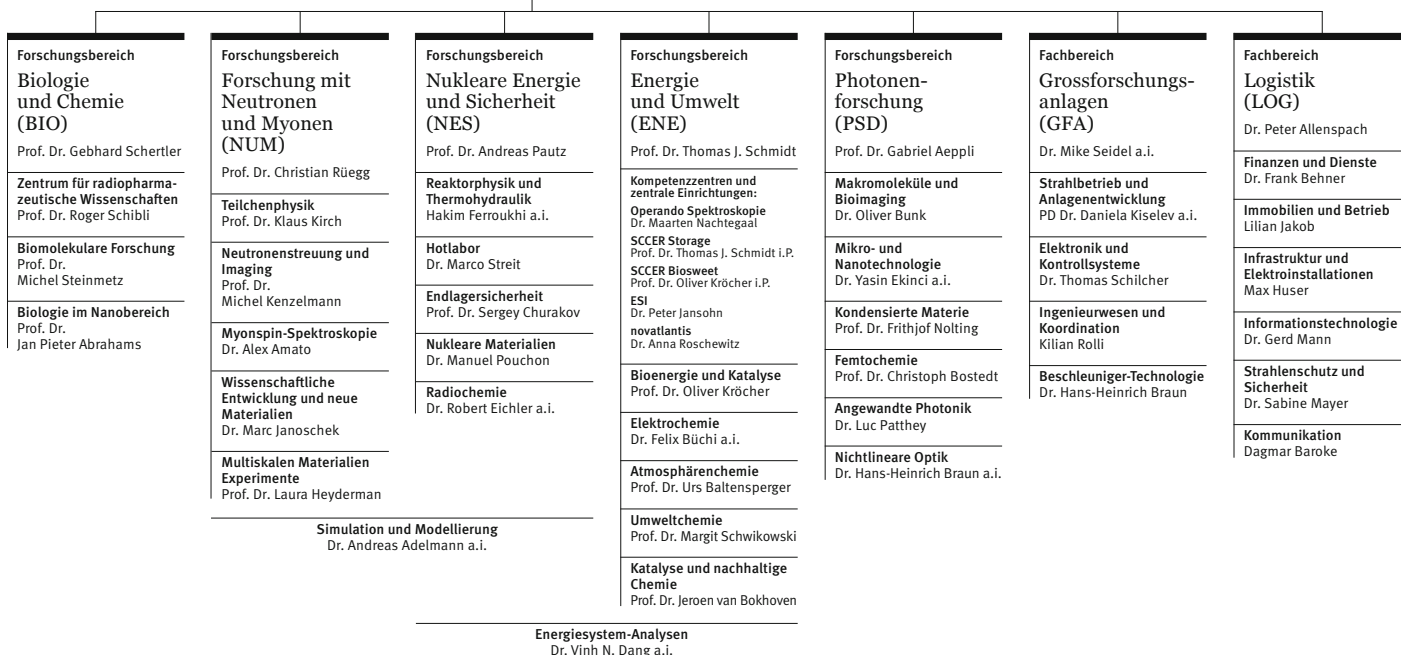 Forschungsbereich
Biologie
und Chemie
(BIO)
Prof. Dr. Gebhard Schertler
Zentrum für radiopharma-
zeutische Wissenschaften
Prof. Dr. Roger Schibli
Biomolekulare Forschung
Prof. Dr.
Michel Steinmetz
Biologie im Nanobereich
Prof. Dr.
Jan Pieter Abrahams
Forschungsbereich
Forschung mit
Neutronen
und Myonen
(NUM)
Prof. Dr. Christian Rüegg
Teilchenphysik
Prof. Dr. Klaus Kirch
Neutronenstreuung und
Imaging
Prof. Dr.
Michel Kenzelmann
Myonspin-Spektroskopie
Dr. Alex Amato
Wissenschaftliche
Entwicklung und neue
Materialien
Dr. Marc Janoschek
Multiskalen Materialien
Experimente
Prof. Dr. Laura Heyderman
Forschungsbereich
Nukleare Energie
und Sicherheit
(NES)
Prof. Dr. Andreas Pautz
Reaktorphysik und
Thermohydraulik
Hakim Ferroukhi a.i.
Hotlabor
Dr. Marco Streit
Endlagersicherheit
Prof. Dr. Sergey Churakov
Nukleare Materialien
Dr. Manuel Pouchon
Radiochemie
Dr. Robert Eichler a.i.
Simulation und Modellierung
Dr. Andreas Adelmann a.i.
Forschungsbereich
Energie
und Umwelt
(ENE)
Prof. Dr. Thomas J. Schmidt
Kompetenzzentren und
zentrale Einrichtungen:
Operando Spektroskopie
Dr. Maarten Nachtegaal
SCCER Storage
Prof. Dr. Thomas J. Schmidt i.P.
SCCER Biosweet
Prof. Dr. Oliver Kröcher i.P.
ESI
Dr. Peter Jansohn
novatlantis
Dr. Anna Roschewitz
Bioenergie und Katalyse
Prof. Dr. Oliver Kröcher
Elektrochemie
Dr. Felix Büchi a.i.
Atmosphärenchemie
Prof. Dr. Urs Baltensperger
Umweltchemie
Prof. Dr. Margit Schwikowski
Katalyse und nachhaltige
Chemie
Prof. Dr. Jeroen van Bokhoven
Energiesystem-Analysen
Dr. Vinh N. Dang a.i.
Forschungsbereich
Photonen-
forschung
(PSD)
Prof. Dr. Gabriel Aeppli
Makromoleküle und
Bioimaging
Dr. Oliver Bunk
Mikro- und
Nanotechnologie
Dr. Yasin Ekinci a.i.
Kondensierte Materie
Prof. Dr. Frithjof Nolting
Femtochemie
Prof. Dr. Christoph Bostedt
Angewandte Photonik
Dr. Luc Patthey
Nichtlineare Optik
Dr. Hans-Heinrich Braun a.i.
Fachbereich
Grossforschungs-
anlagen
(GFA)
Dr. Mike Seidel a.i.
Strahlbetrieb und
Anlagenentwicklung
PD Dr. Daniela Kiselev a.i.
Elektronik und
Kontrollsysteme
Dr. Thomas Schilcher
Ingenieurwesen und
Koordination
Kilian Rolli
Beschleuniger-Technologie
Dr. Hans-Heinrich Braun
Fachbereich
Logistik
(LOG)
Dr. Peter Allenspach
Finanzen und Dienste
Dr. Frank Behner
Immobilien und Betrieb
Lilian Jakob
Infrastruktur und
Elektroinstallationen
Max Huser
Informationstechnologie
Dr. Gerd Mann
Strahlenschutz und
Sicherheit
Dr. Sabine Mayer
Kommunikation
Dagmar Baroke